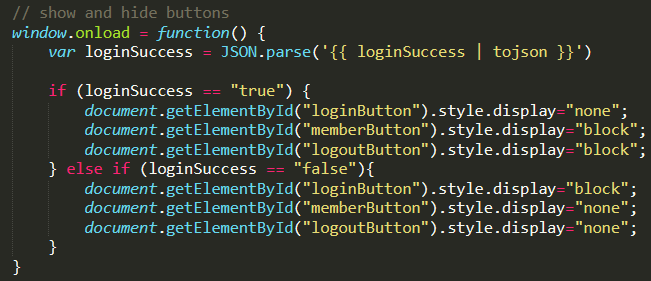 // show and hide buttons
window.onload = function() {
    var loginSuccess = JSON.parse('{{ loginSuccess | tojson }}')

    if (loginSuccess == "true") {
        document.getElementById("loginButton").style.display="none";
        document.getElementById("memberButton").style.display="block";
        document.getElementById("logoutButton").style.display="block";
    } else if (loginSuccess == "false"){
        document.getElementById("loginButton").style.display="block";
        document.getElementById("memberButton").style.display="none";
        document.getElementById("logoutButton").style.display="none";
    }
}